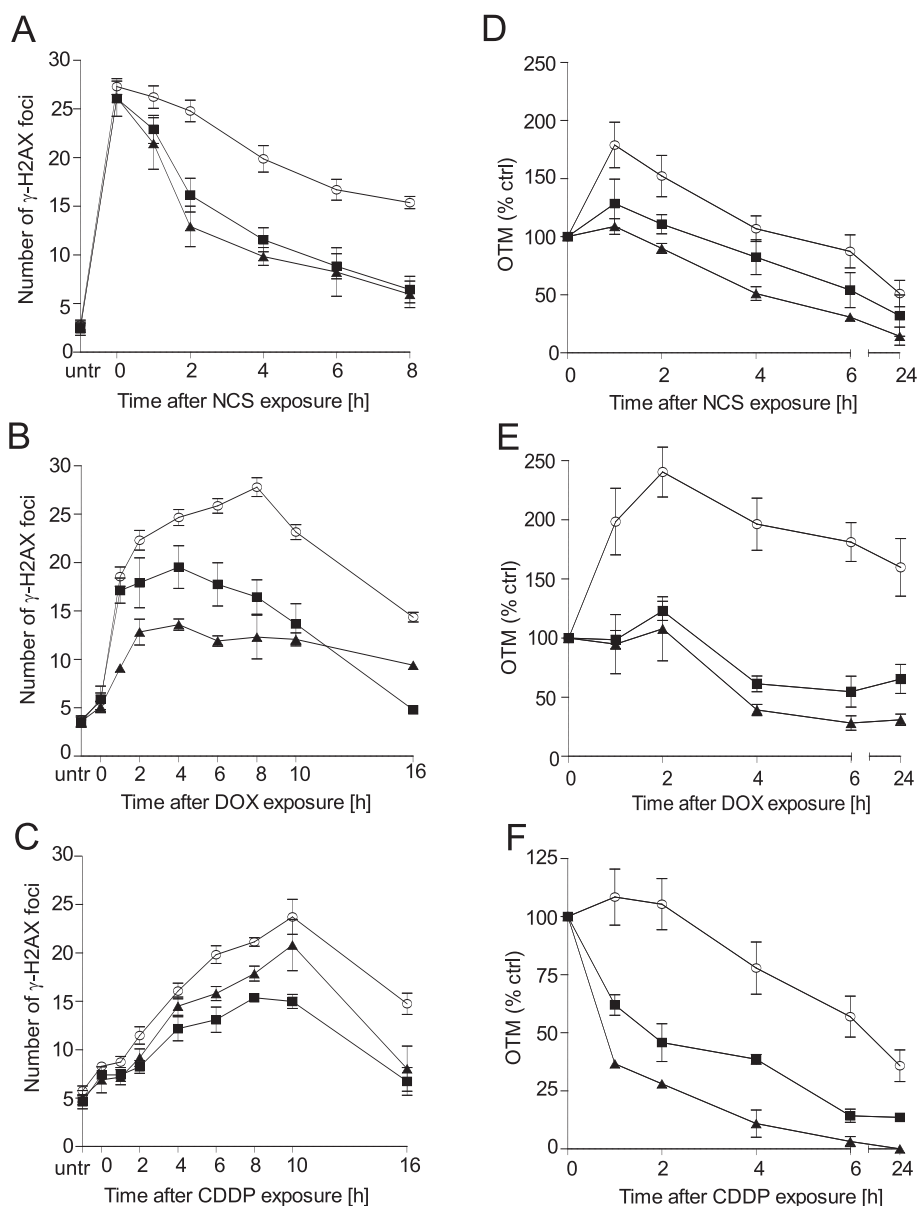 A
Number of γ-H2AX foci
30
25
20
15
10
5
0
untr 0 2 4 6 8
Time after NCS exposure [h]
D
OTM (% ctrl)
250
200
150
100
50
0
0 2 4 6 24
Time after NCS exposure [h]
B
Number of γ-H2AX foci
30
25
20
15
10
5
0
untr 0 2 4 6 8 10 16
Time after DOX exposure [h]
E
OTM (% ctrl)
250
200
150
100
50
0
0 2 4 6 24
Time after DOX exposure [h]
C
Number of γ-H2AX foci
30
25
20
15
10
5
0
untr 0 2 4 6 8 10 16
Time after CDDP exposure [h]
F
OTM (% ctrl)
125
100
75
50
25
0
0 2 4 6 24
Time after CDDP exposure [h]